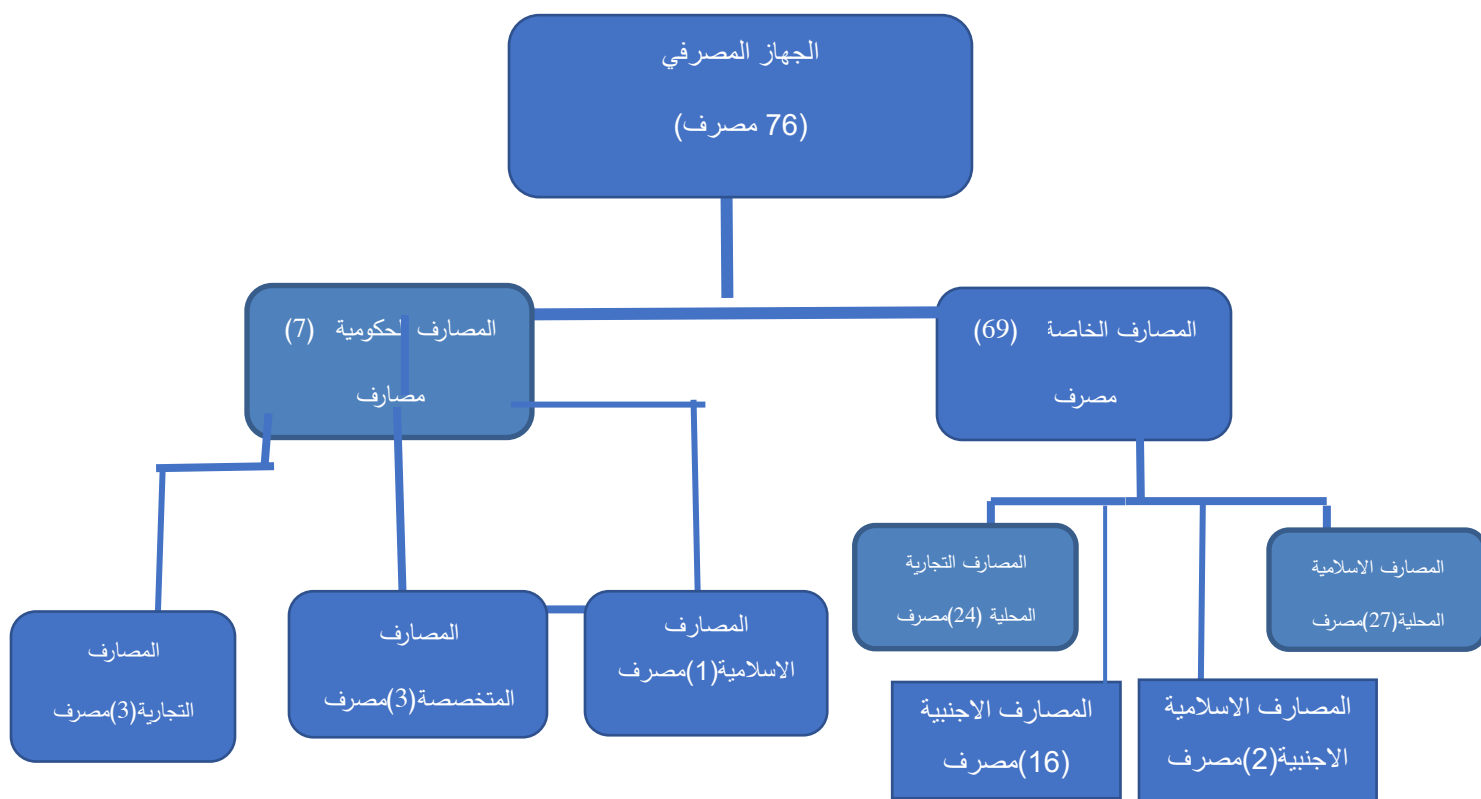 الجهاز المصرفي
(76 مصرف)
المصارف الخاصة (69)
مصرف
المصارف الحكومية (7)
مصارف
المصارف الاسلامية
المحلية(27)مصرف
المصارف التجارية
المحلية (24)مصرف
المصارف الاسلامية
الاجنبية(2)مصرف
المصارف الاجنبية
(16)مصرف
المصارف
الاسلامية(1)مصرف
المصارف
المتخصصة(3)مصرف
المصارف
التجارية(3)مصرف